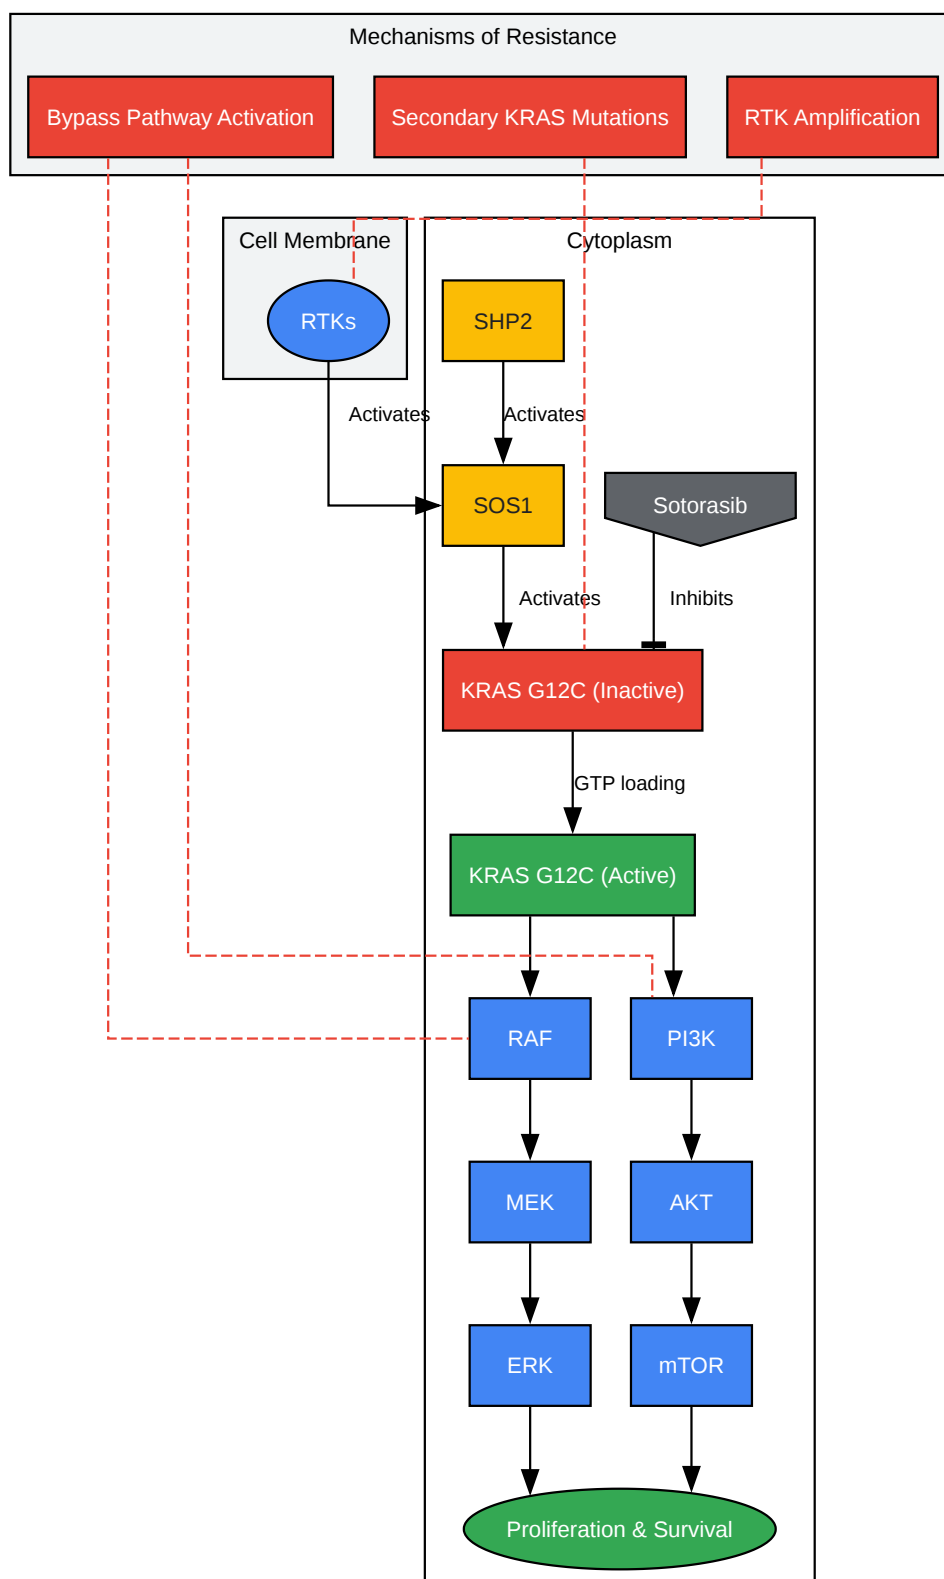 Mechanisms of Resistance
Bypass Pathway Activation
Secondary KRAS Mutations
RTK Amplification
Cell Membrane
Cytoplasm
RTKs
SHP2
Activates
Activates
SOS1
Sotorasib
Activates
Inhibits
KRAS G12C (Inactive)
GTP loading
KRAS G12C (Active)
RAF
PI3K
MEK
AKT
ERK
mTOR
Proliferation & Survival